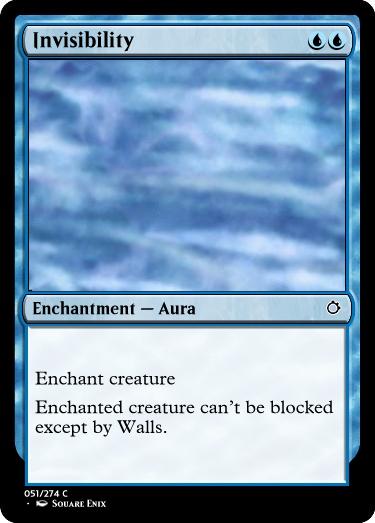 Invisibility
Enchantment — Aura
Enchant creature
Enchanted creature can't be blocked
except by Walls.
051/274 C
Square Enix